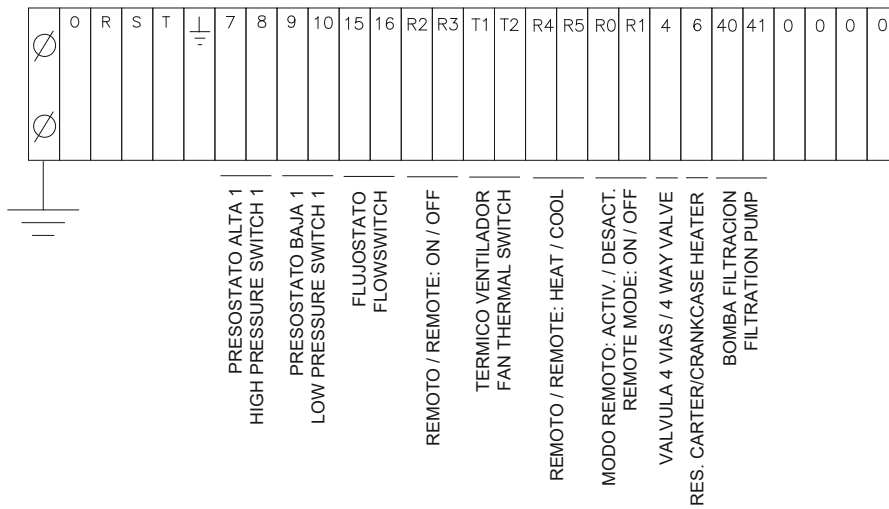 0 R S T 7 8 9 10 15 16 R2 R3 T1 T2 R4 R5 R0 R1 4 6 40 41 0 0 0 0
PRESOSTATO ALTA 1
HIGH PRESSURE SWITCH 1
PRESOSTATO BAJA 1
LOW PRESSURE SWITCH 1
FLUJOSTATO
FLOWSWITCH
REMOTO / REMOTE: ON / OFF
TERMICO VENTILADOR
FAN THERMAL SWITCH
REMOTO / REMOTE: HEAT / COOL
MODO REMOTO: ACTIV. / DESACT.
REMOTE MODE: ON / OFF
VALVULA 4 VIAS / 4 WAY VALVE
RES. CARTER/CRANKCASE HEATER
BOMBA FILTRACION
FILTRATION PUMP